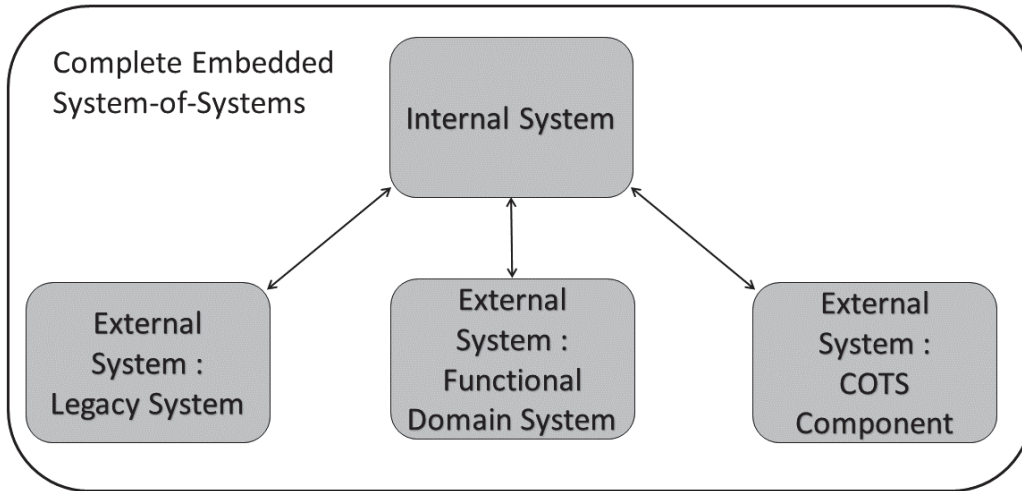 Complete Embedded
System-of-Systems
Internal System
External
System :
Legacy System
External
System :
Functional
Domain System
External
System :
COTS
Component